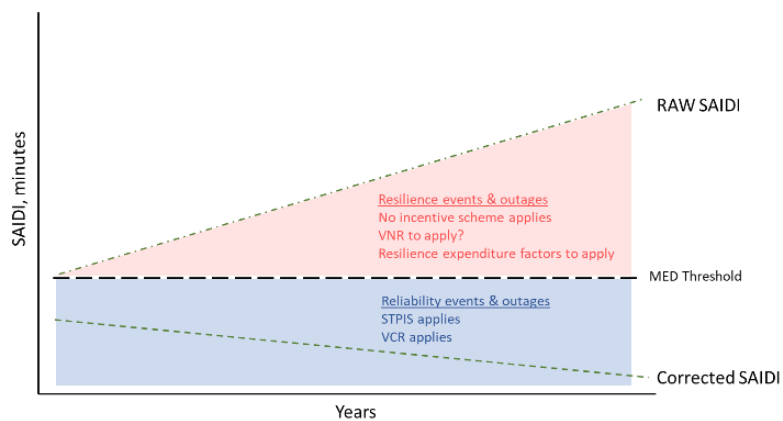 RAW SAIDI
SAIDI, minutes
Resilience events & outages
No incentive scheme applies
VNR to apply?
Resilience expenditure factors to apply
MED Threshold
Reliability events & outages
STPIS applies
VCR applies
Corrected SAIDI
Years